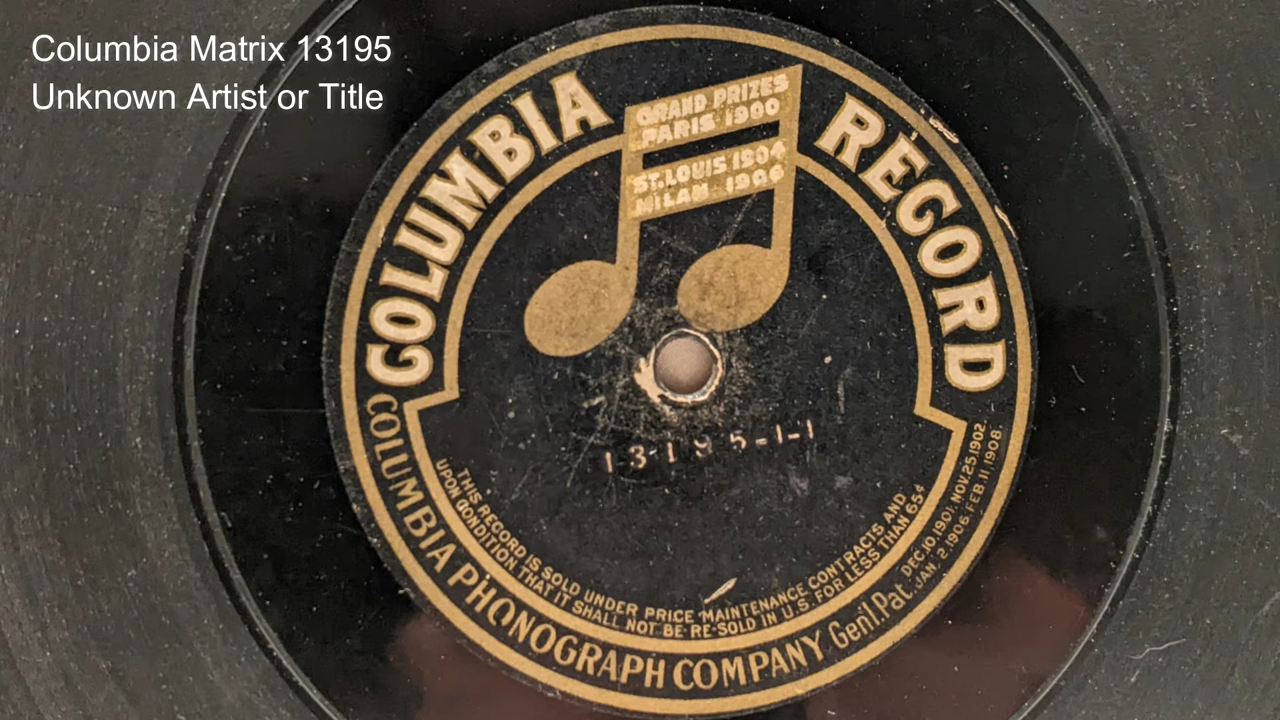 Columbia Matrix 13195
Unknown Artist or Title
COLUMBIA RECORD
GRAND PRIZES
PARIS 1900
ST. LOUIS 1904
MILAN 1906
13195-1-1
THIS RECORD IS SOLD UNDER PRICE MAINTENANCE CONTRACTS AND
UPON CONDITION THAT IT SHALL NOT BE RE-SOLD IN U.S. FOR LESS THAN 65¢
COLUMBIA PHONOGRAPH COMPANY Gen'l. Pat. DEC.10,1901. NOV.25,1902.
JAN. 2, 1906. FEB. 11, 1908.